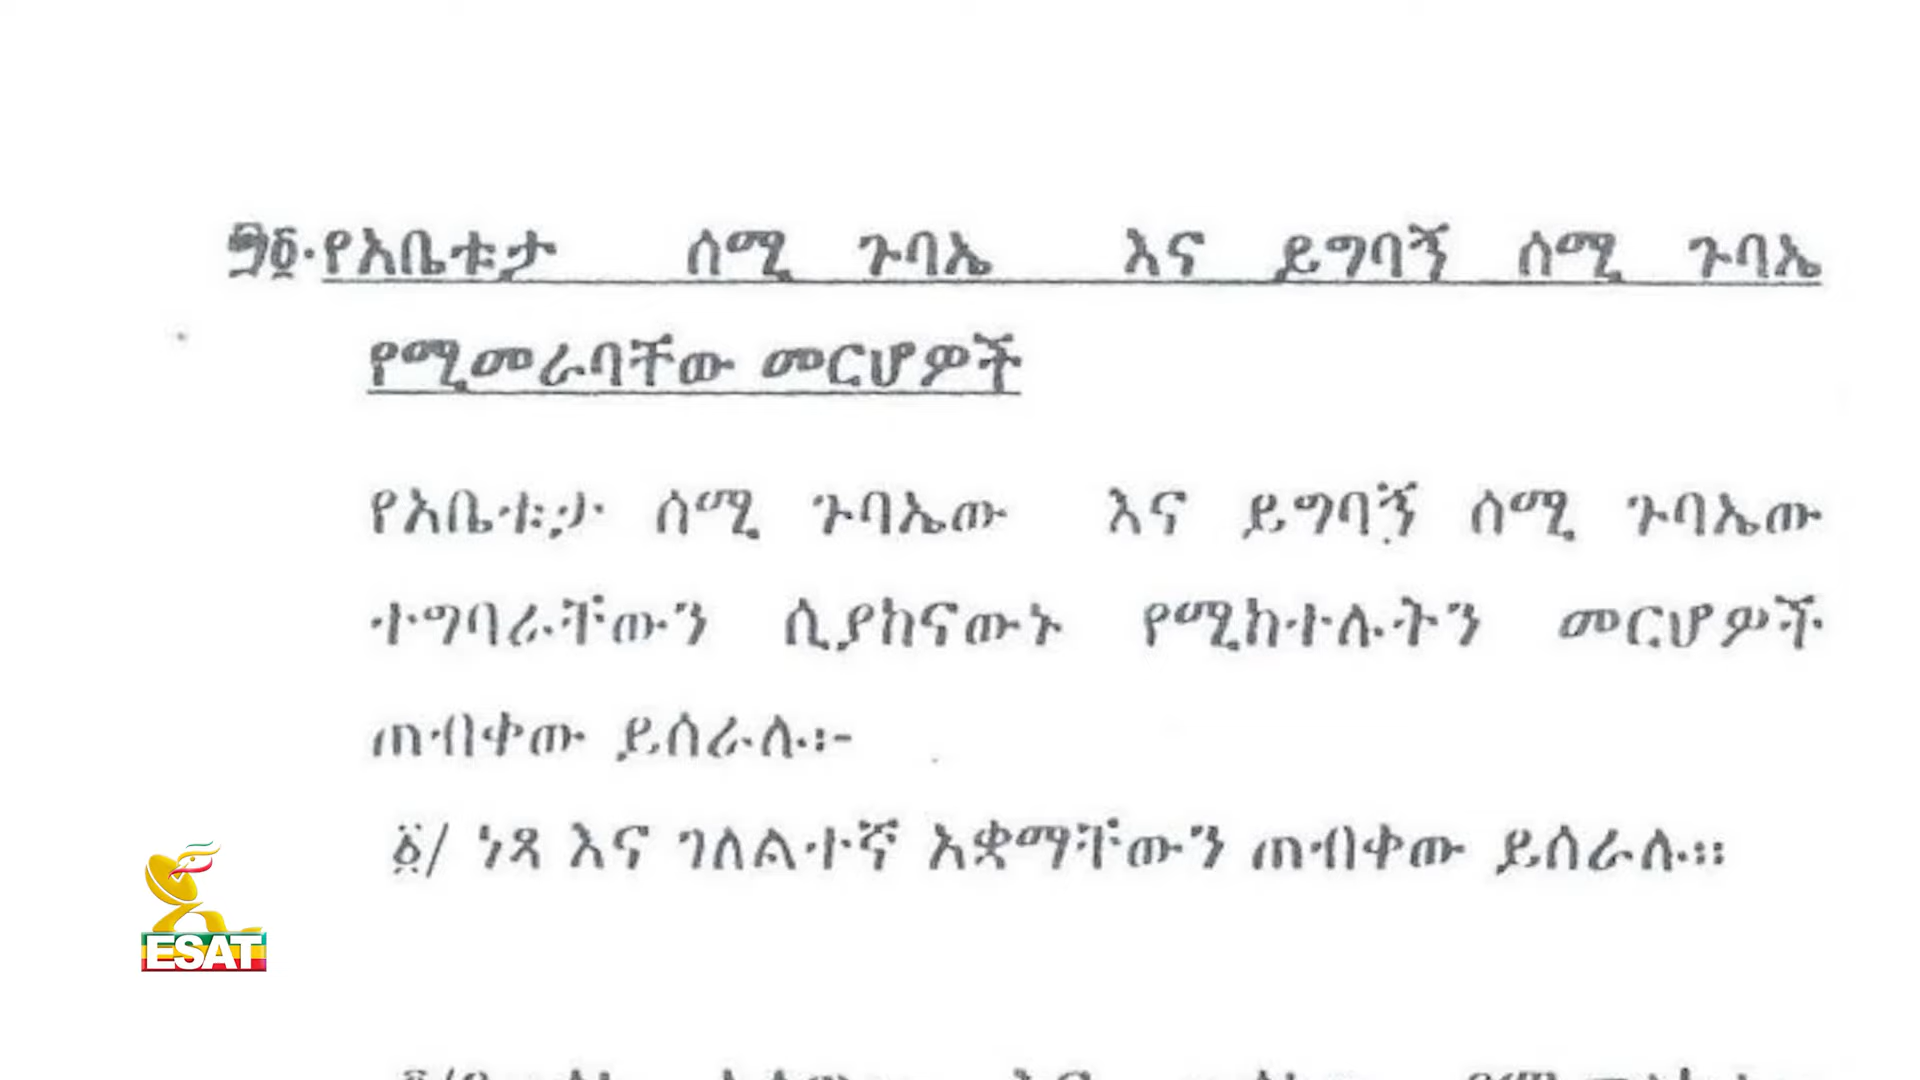 የአቤቱታ ሰሚ ጉባኤ እና ይግባኝ ሰሚ ጉባኤ
የሚመራባቸው መርሆዎች
የአቤቱታ ሰሚ ጉባኤው እና ይግባኝ ሰሚ ጉባኤው
ተግባራቸውን ሲያከናውኑ የሚከተሉትን መርሆዎች
ጠብቀው ይሰራሉ፡-
፩/ ነጻ እና ገለልተኛ አቋማቸውን ጠብቀው ይሰራሉ፡፡
ESAT